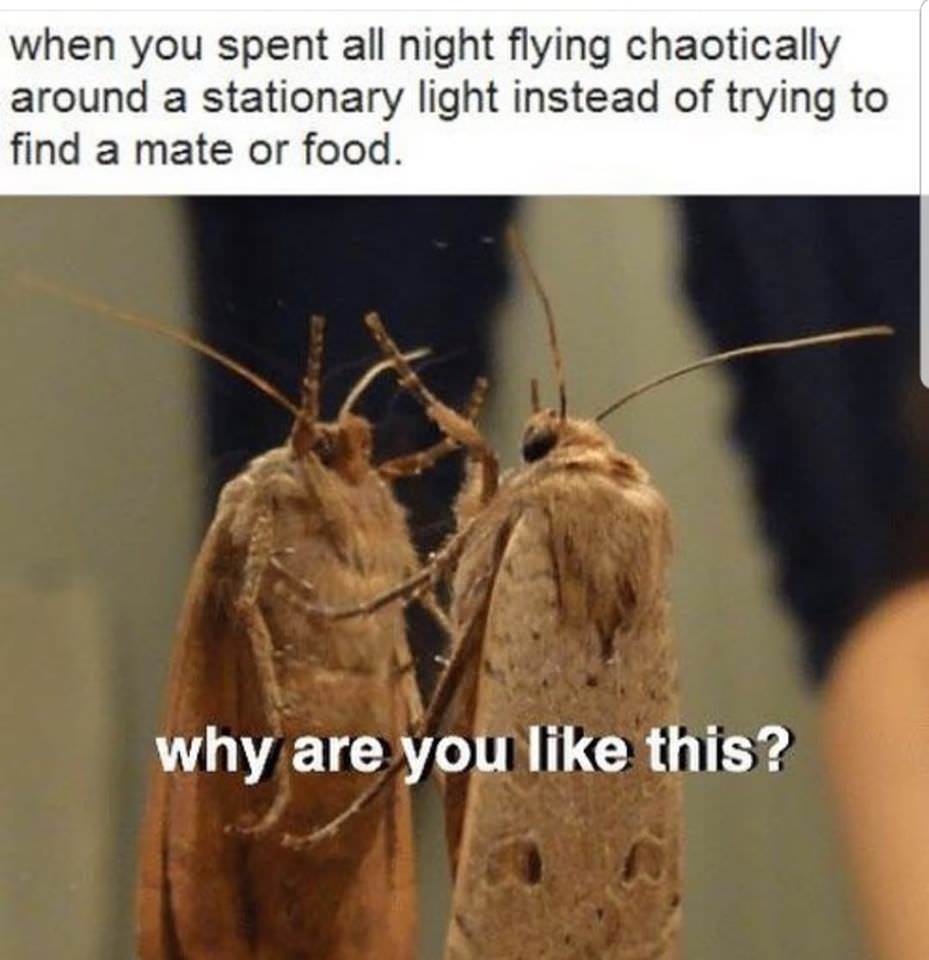 when you spent all night flying chaotically
around a stationary light instead of trying to
find a mate or food.
why are you like this?